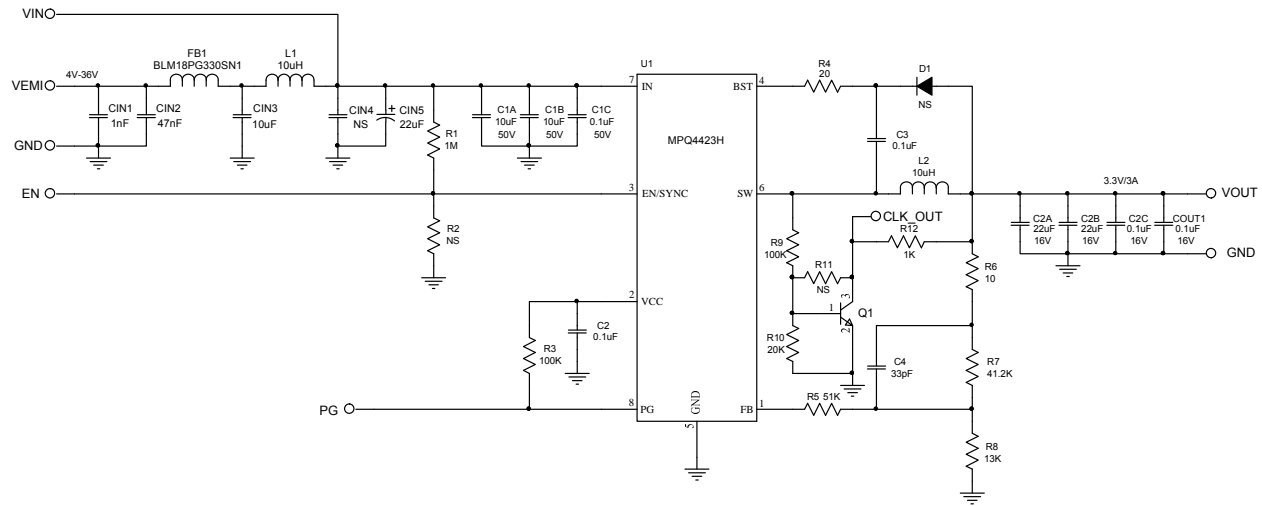 VIN
FB1
BLM18PG330SN1
L1
10uH
VEMI
4V-36V
CIN1
1nF
CIN2
47nF
CIN3
10uF
CIN4
NS
CIN5
22uF
+
R1
1M
C1A
10uF
50V
C1B
10uF
50V
C1C
0.1uF
50V
GND
EN
R2
NS
U1
MPQ4423H
7
IN
3
EN/SYNC
2
VCC
8
PG
GND
5
4
BST
6
SW
1
FB
R4
20
D1
NS
C3
0.1uF
L2
10uH
CLK_OUT
R12
1K
R9
100K
R11
NS
R10
20K
Q1
1
2
3
3.3V/3A
VOUT
C2A
22uF
16V
C2B
22uF
16V
C2C
0.1uF
16V
COUT1
0.1uF
16V
GND
R6
10
C4
33pF
R7
41.2K
R5 51K
R8
13K
C2
0.1uF
R3
100K
PG